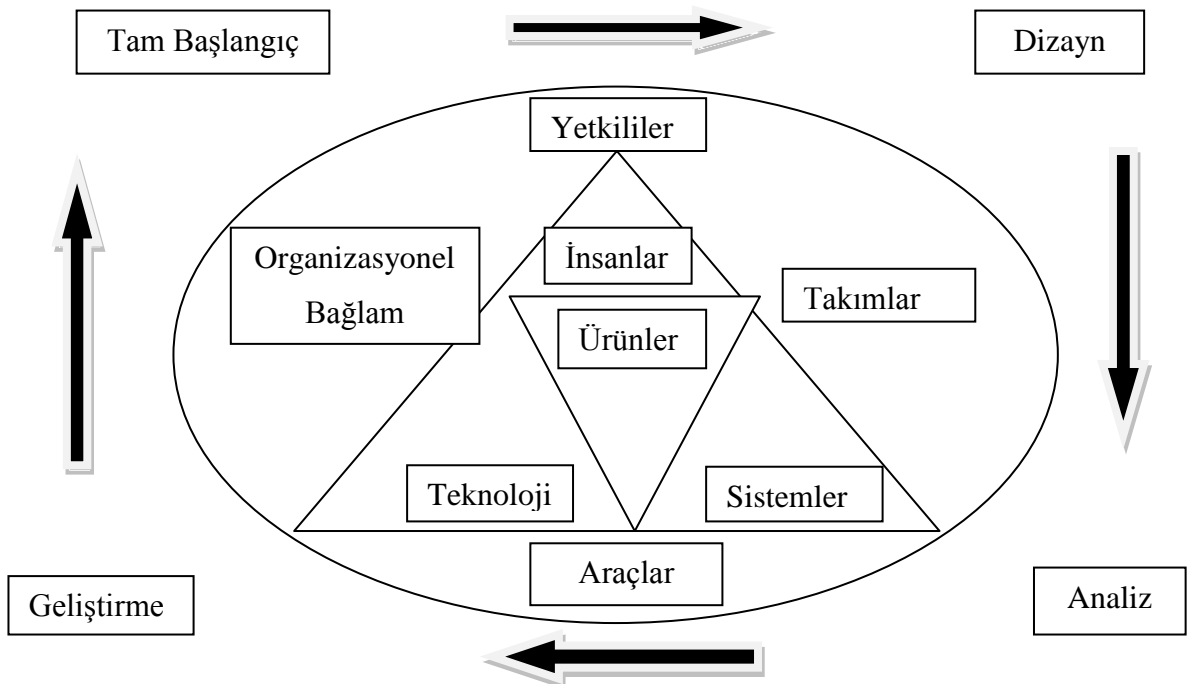 Tam Başlangıç
Dizayn
Yetkililer
Organizasyonel
Bağlam
İnsanlar
Takımlar
Ürünler
Teknoloji
Sistemler
Araçlar
Geliştirme
Analiz